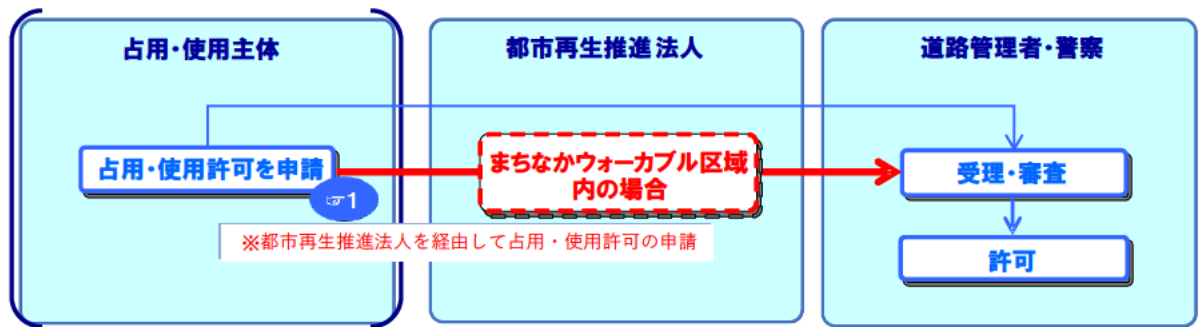 占用・使用主体
都市再生推進法人
道路管理者・警察
占用・使用許可を申請
☞1
まちなかウォーカブル区域
内の場合
受理・審査
※都市再生推進法人を経由して占用・使用許可の申請
許可